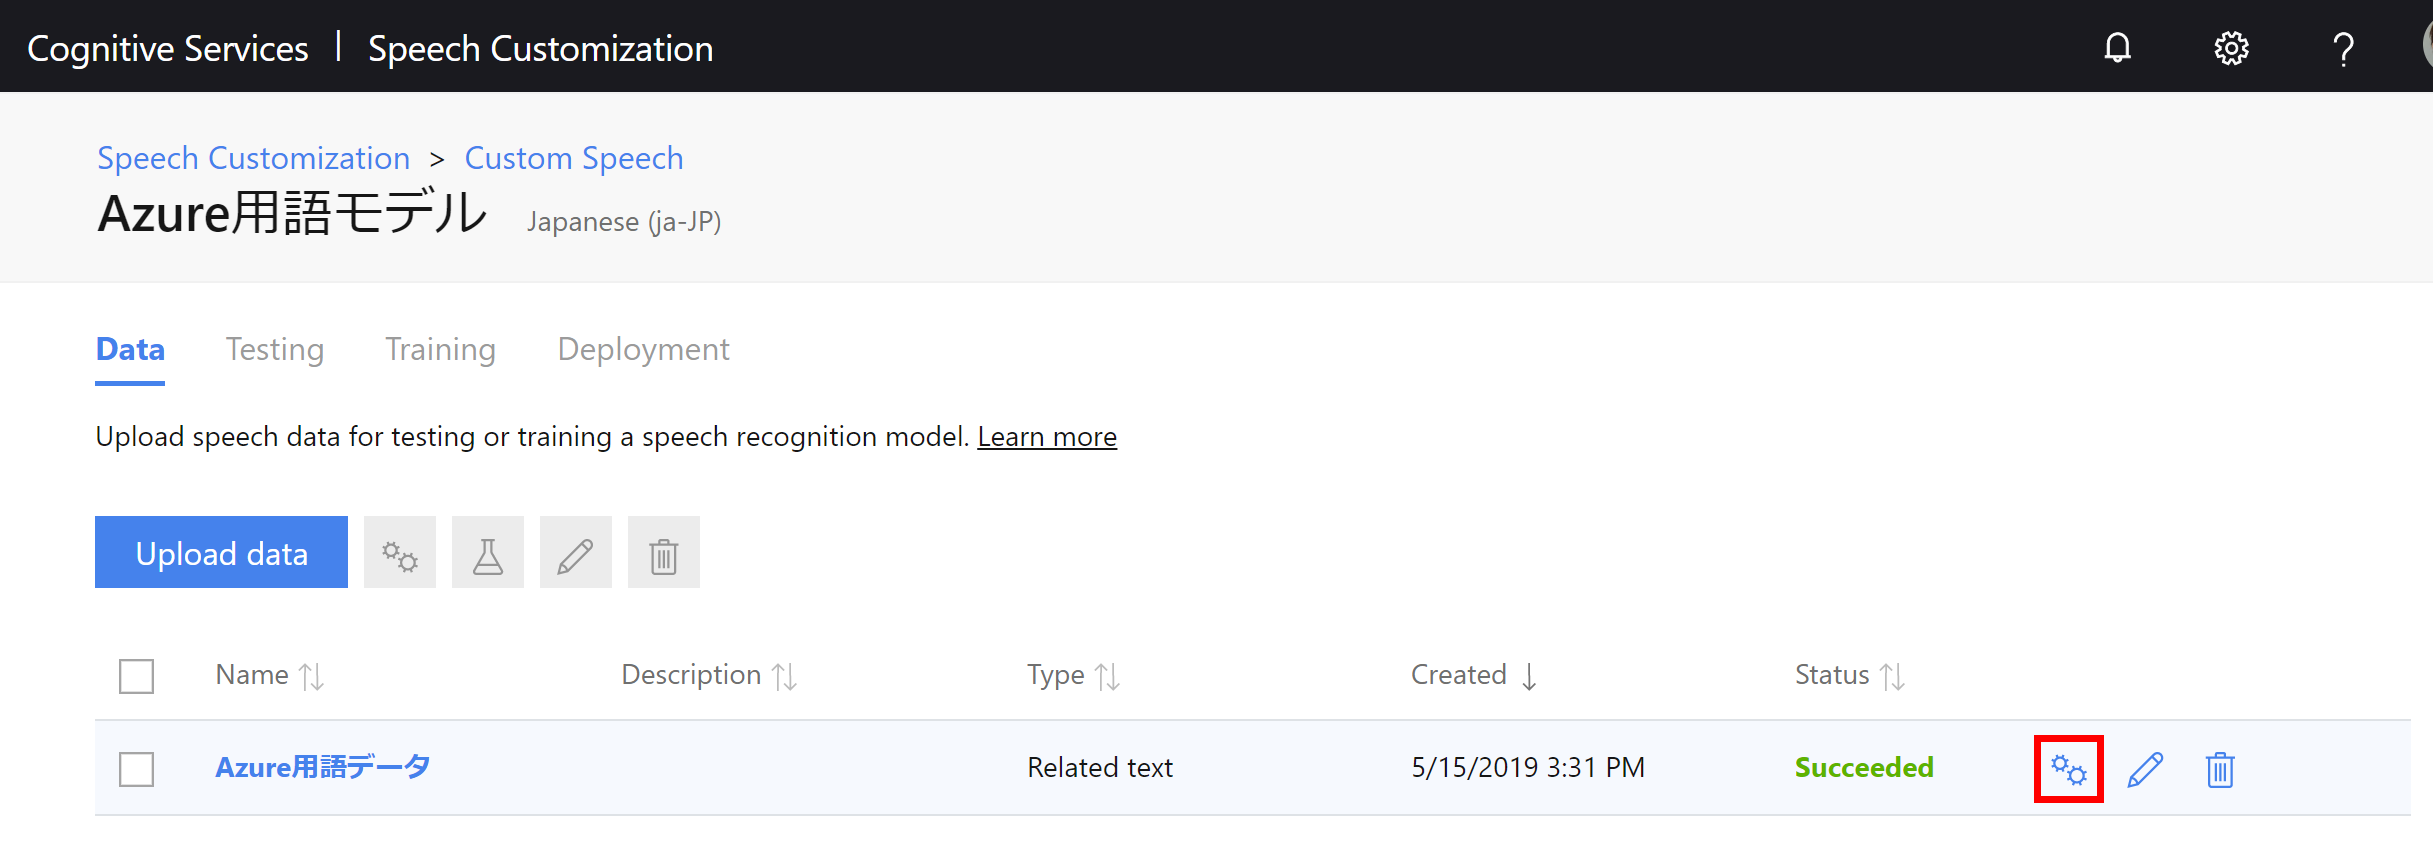 Cognitive Services | Speech Customization
Speech Customization > Custom Speech
Azure用語モデル Japanese (ja-JP)
Data Testing Training Deployment
Upload speech data for testing or training a speech recognition model. Learn more
Upload data
Name Description Type Created Status
Azure用語データ Related text 5/15/2019 3:31 PM Succeeded